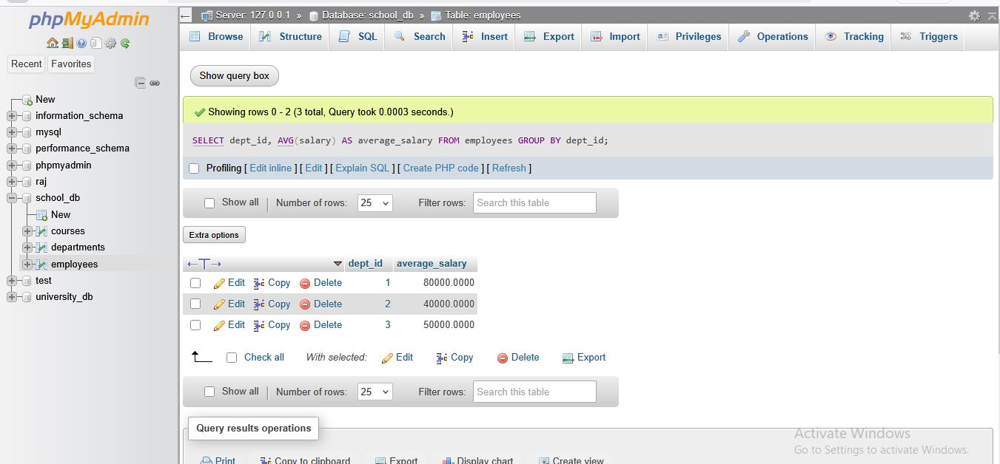 phpMyAdmin
Recent Favorites
New
information_schema
mysql
performance_schema
phpmyadmin
raj
school_db
New
courses
departments
employees
test
university_db
Server: 127.0.0.1 » Database: school_db » Table: employees
Browse Structure SQL Search Insert Export Import Privileges Operations Tracking Triggers
Show query box
Showing rows 0 - 2 (3 total, Query took 0.0003 seconds.)
SELECT dept_id, AVG(salary) AS average_salary FROM employees GROUP BY dept_id;
Profiling [ Edit inline ] [ Edit ] [ Explain SQL ] [ Create PHP code ] [ Refresh ]
Show all | Number of rows: 25 Filter rows: Search this table
Extra options
←T→ dept_id average_salary
Edit Copy Delete 1 80000.0000
Edit Copy Delete 2 40000.0000
Edit Copy Delete 3 50000.0000
Check all With selected: Edit Copy Delete Export
Show all | Number of rows: 25 Filter rows: Search this table
Query results operations
Print Copy to clipboard Export Display chart Create view
Activate Windows
Go to Settings to activate Windows.